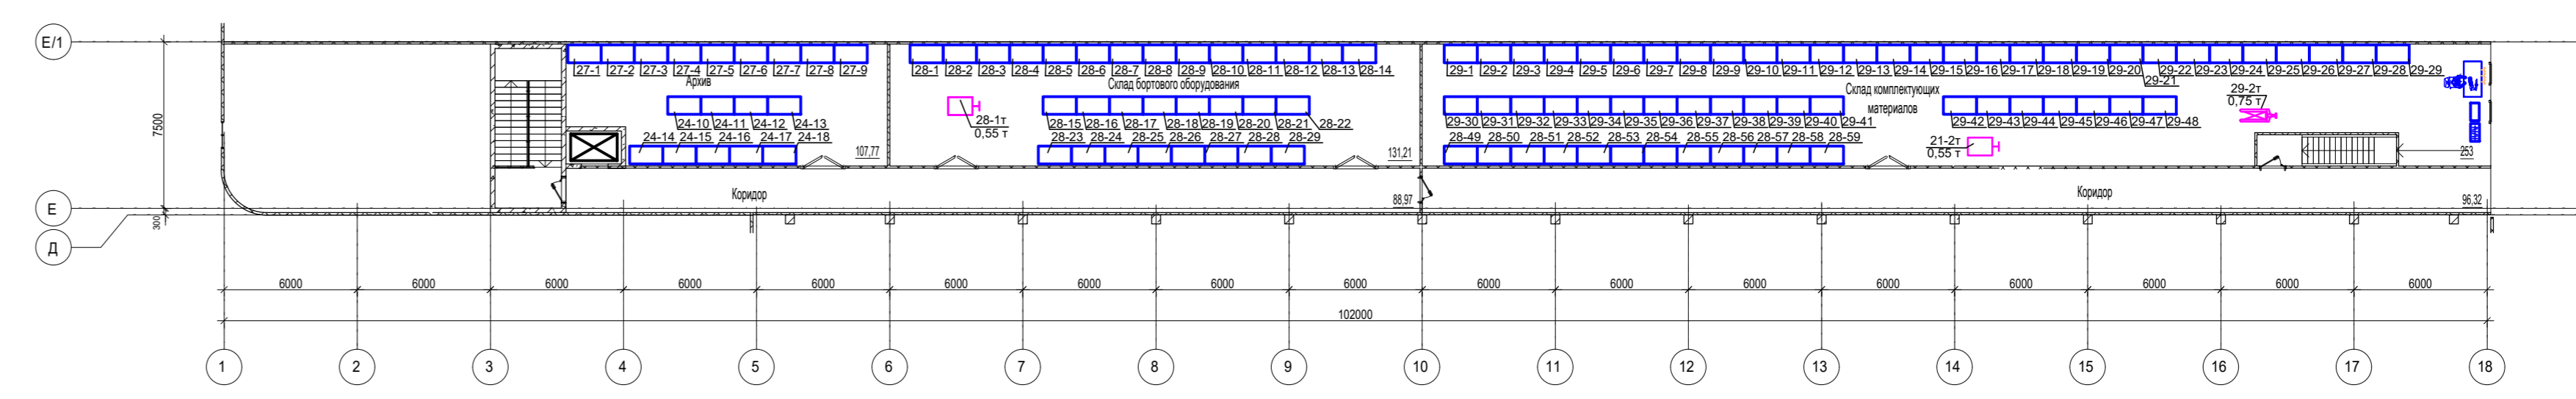 Е/1
27-1 27-2 27-3 27-4 27-5 27-6 27-7 27-8 27-9 28-1 28-2 28-3 28-4 28-5 28-6 28-7 28-8 28-9 28-10 28-11 28-12 28-13 28-14 29-1 29-2 29-3 29-4 29-5 29-6 29-7 29-8 29-9 29-10 29-11 29-12 29-13 29-14 29-15 29-16 29-17 29-18 29-19 29-20 29-22 29-23 29-24 29-25 29-26 29-27 29-28 29-29
29-21
Архив
Склад бортового оборудования
Склад комплектующих
материалов
29-2т
0,75 т
7500
28-1т
0,55 т
24-10 24-11 24-12 24-13 28-15 28-16 28-17 28-18 28-19 28-20 28-21 28-22 29-30 29-31 29-32 29-33 29-34 29-35 29-36 29-37 29-38 29-39 29-40 29-41 29-42 29-43 29-44 29-45 29-46 29-47 29-48
24-14 24-15 24-16 24-17 24-18 28-23 28-24 28-25 28-26 28-27 28-28 28-29 28-49 28-50 28-51 28-52 28-53 28-54 28-55 28-56 28-57 28-58 28-59
21-2т
0,55 т
107,77 131,21 253
Коридор 88,97 Коридор 96,32
Е
300
Д
6000 6000 6000 6000 6000 6000 6000 6000 6000 6000 6000 6000 6000 6000 6000 6000 6000
102000
1 2 3 4 5 6 7 8 9 10 11 12 13 14 15 16 17 18